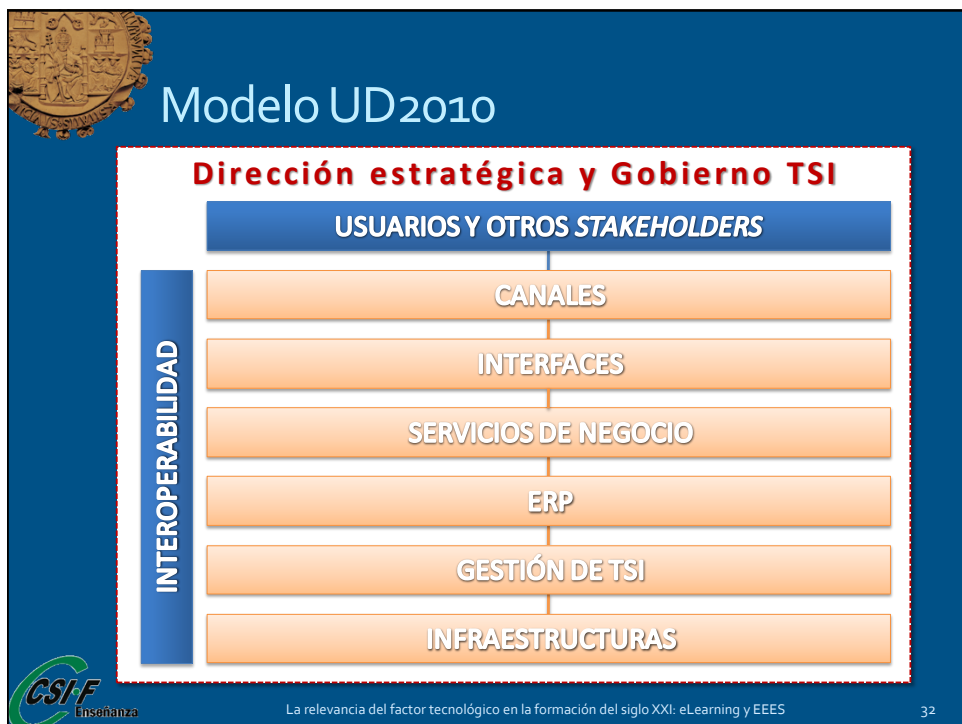 Modelo UD2010
Dirección estratégica y Gobierno TSI
USUARIOS Y OTROS STAKEHOLDERS
INTEROPERABILIDAD
CANALES
INTERFACES
SERVICIOS DE NEGOCIO
ERP
GESTIÓN DE TSI
INFRAESTRUCTURAS
CSI-F
Enseñanza
La relevancia del factor tecnológico en la formación del siglo XXI: eLearning y EEES
32